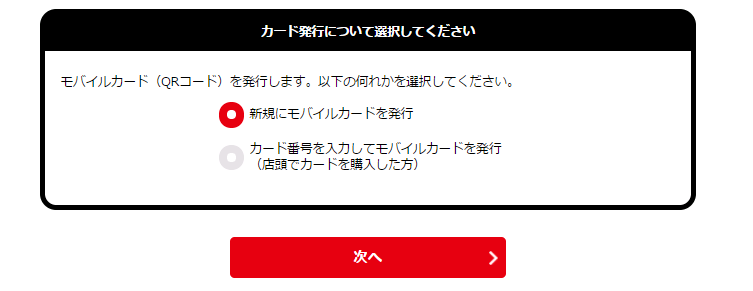 カード発行について選択してください
モバイルカード（QRコード）を発行します。以下の何れかを選択してください。
新規にモバイルカードを発行
カード番号を入力してモバイルカードを発行
（店頭でカードを購入した方）
次へ